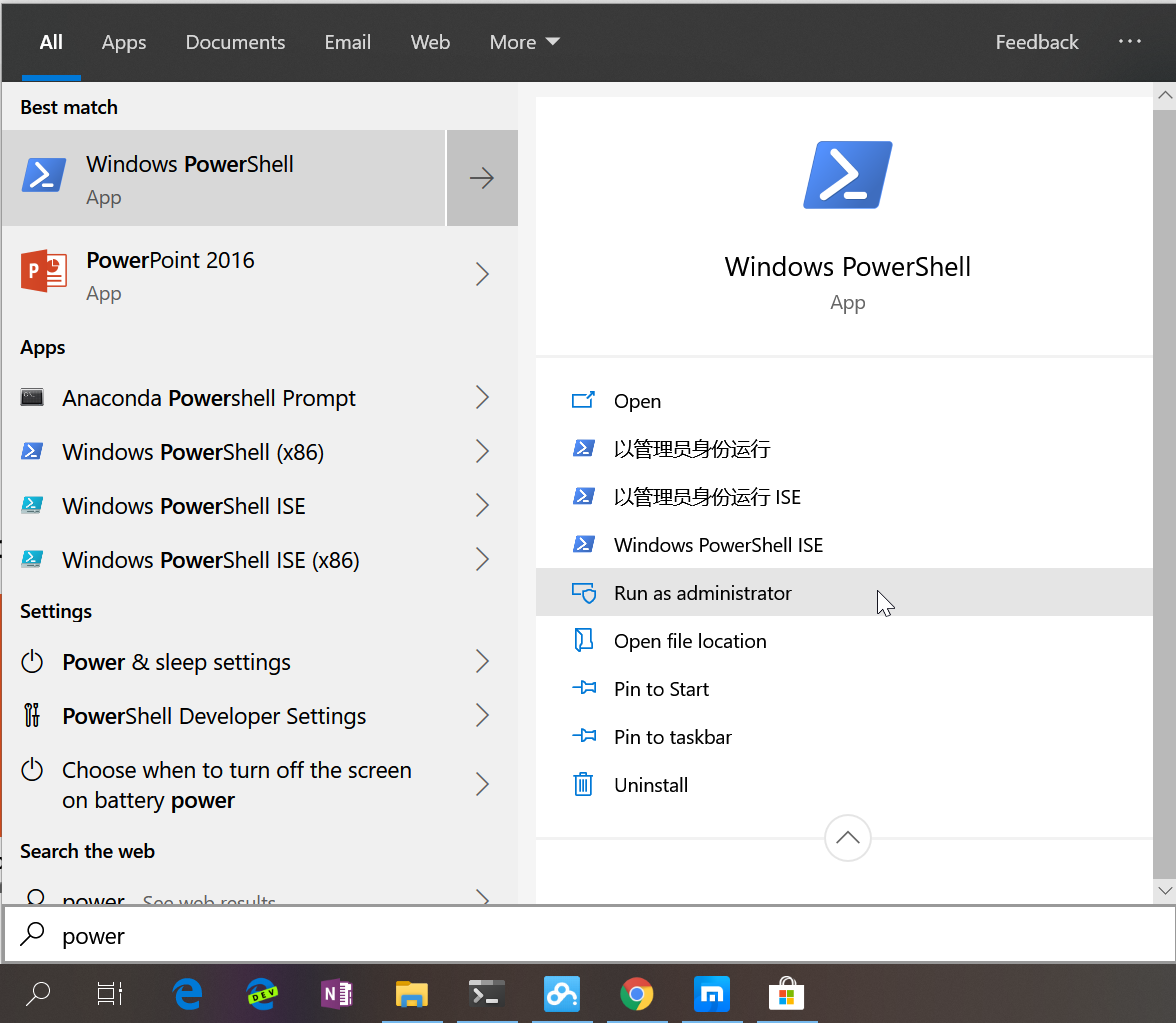 All Apps Documents Email Web More Feedback ...
Best match
Windows PowerShell
App
PowerPoint 2016
App
Apps
Anaconda Powershell Prompt
Windows PowerShell (x86)
Windows PowerShell ISE
Windows PowerShell ISE (x86)
Settings
Power & sleep settings
PowerShell Developer Settings
Choose when to turn off the screen
on battery power
Search the web
power See web results
Windows PowerShell
App
Open
以管理员身份运行
以管理员身份运行 ISE
Windows PowerShell ISE
Run as administrator
Open file location
Pin to Start
Pin to taskbar
Uninstall
power
DEV